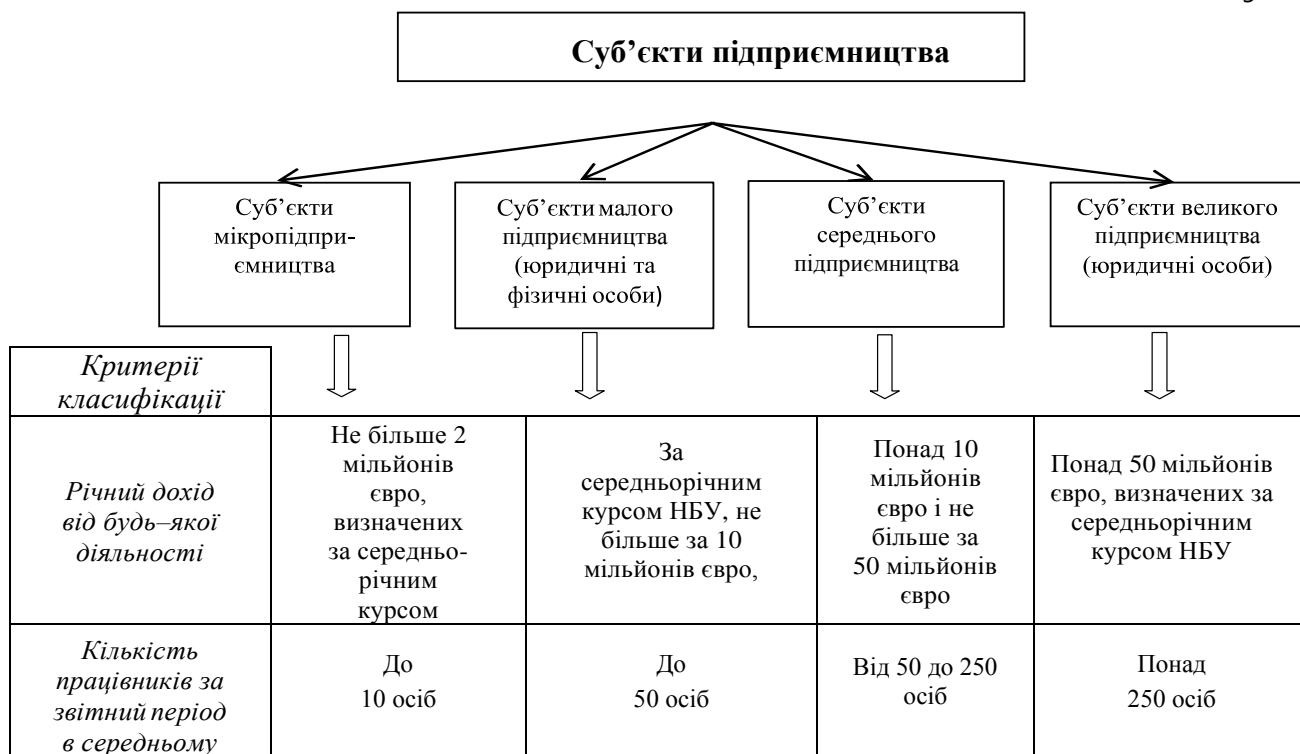 Суб’єкти підприємництва
Суб’єкти
мікропідпри-
ємництва
Суб’єкти малого
підприємництва
(юридичні та
фізичні особи)
Суб’єкти
середнього
підприємництва
Суб’єкти великого
підприємництва
(юридичні особи)
Критерії
класифікації
Річний дохід
від будь–якої
діяльності
Не більше 2
мільйонів
євро,
визначених
за середньо-
річним
курсом
За
середньорічним
курсом НБУ, не
більше за 10
мільйонів євро,
Понад 10
мільйонів
євро і не
більше за
50 мільйонів
євро
Понад 50 мільйонів
євро, визначених за
середньорічним
курсом НБУ
Кількість
працівників за
звітний період
в середньому
До
10 осіб
До
50 осіб
Від 50 до 250
осіб
Понад
250 осіб